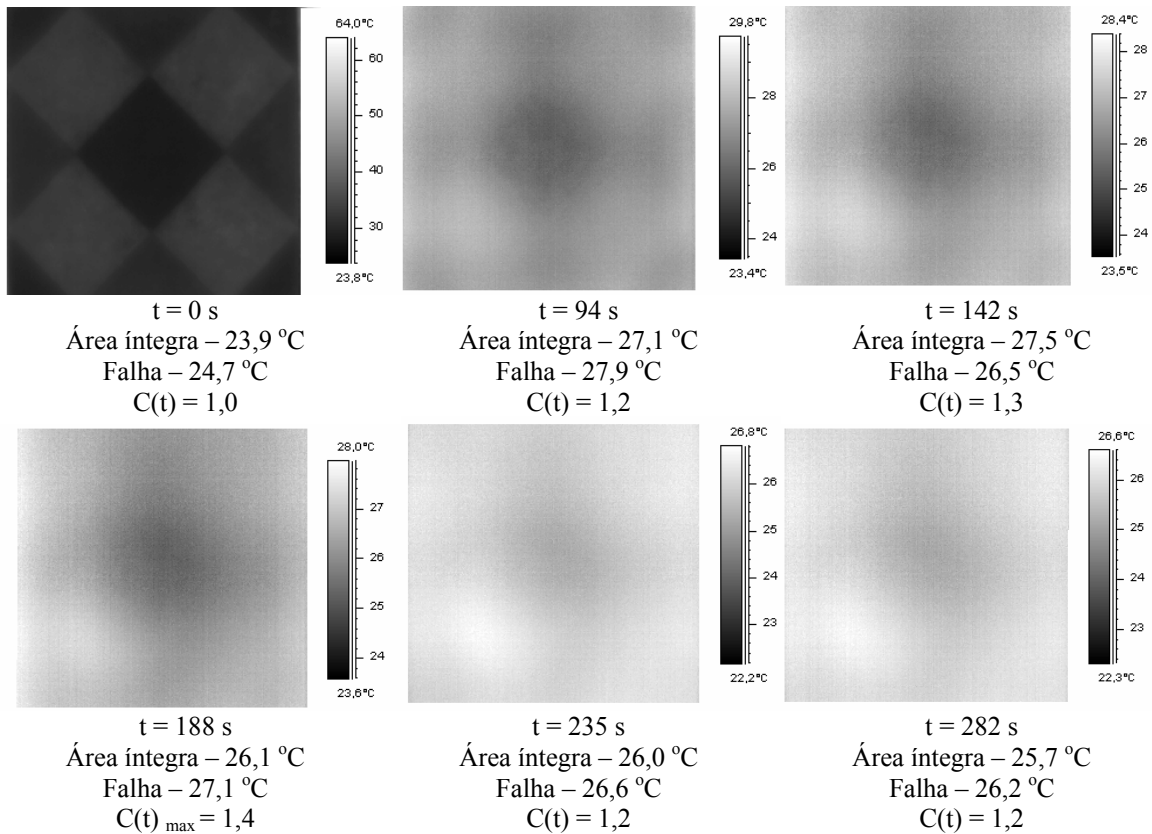 64,0°C
60
50
40
30
23,8°C
t = 0 s
Área íntegra – 23,9 °C
Falha – 24,7 °C
C(t) = 1,0
29,8°C
28
26
24
23,4°C
t = 94 s
Área íntegra – 27,1 °C
Falha – 27,9 °C
C(t) = 1,2
28,4°C
28
27
26
25
24
23,5°C
t = 142 s
Área íntegra – 27,5 °C
Falha – 26,5 °C
C(t) = 1,3
28,0°C
27
26
25
24
23,6°C
t = 188 s
Área íntegra – 26,1 °C
Falha – 27,1 °C
C(t) max = 1,4
26,8°C
26
25
24
23
22,2°C
t = 235 s
Área íntegra – 26,0 °C
Falha – 26,6 °C
C(t) = 1,2
26,6°C
26
25
24
23
22,3°C
t = 282 s
Área íntegra – 25,7 °C
Falha – 26,2 °C
C(t) = 1,2